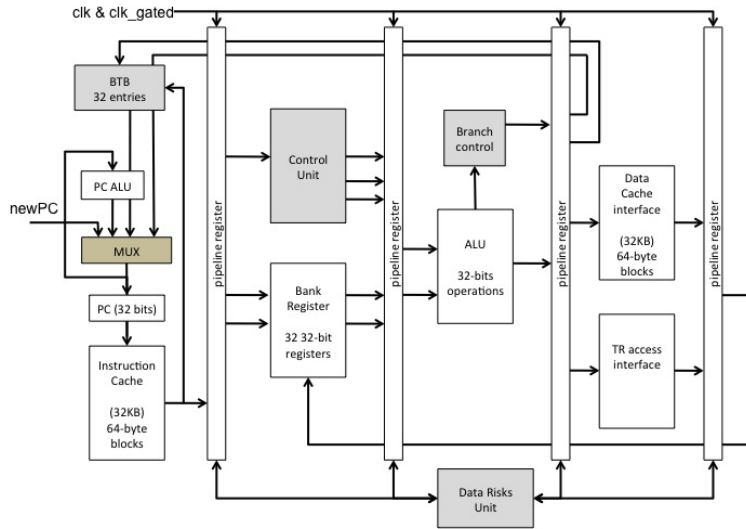 clk & clk_gated
BTB
32 entries
PC ALU
newPC
MUX
PC (32 bits)
Instruction
Cache
(32KB)
64-byte
blocks
pipeline register
Control
Unit
Bank
Register
32 32-bit
registers
pipeline register
Branch
control
ALU
32-bits
operations
pipeline register
Data
Cache
interface
(32KB)
64-byte
blocks
TR access
interface
pipeline register
Data Risks
Unit